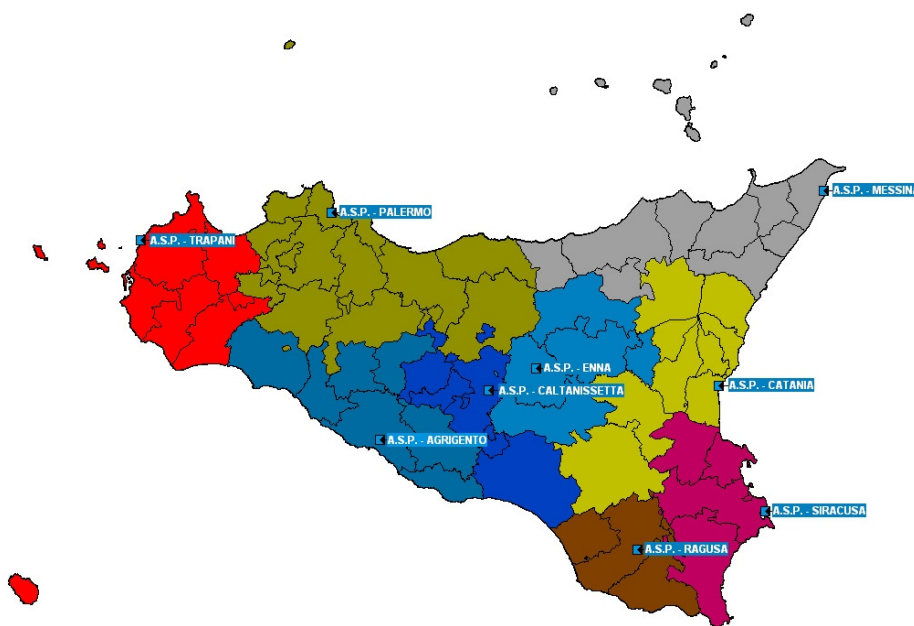 A.S.P. - MESSINA
A.S.P. - PALERMO
A.S.P. - TRAPANI
A.S.P. - ENNA
A.S.P. - CATANIA
A.S.P. - CALTANISSETTA
A.S.P. - AGRIGENTO
A.S.P. - SIRACUSA
A.S.P. - RAGUSA